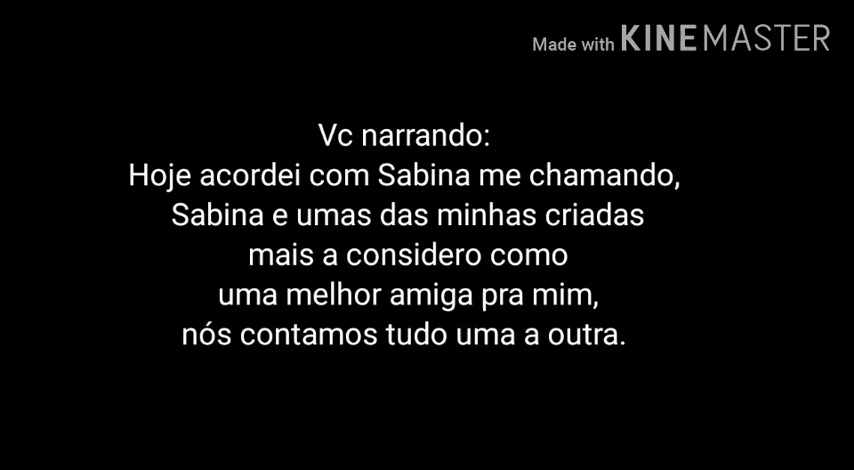 Made with KINEMASTER
Vc narrando:
Hoje acordei com Sabina me chamando,
Sabina e umas das minhas criadas
mais a considero como
uma melhor amiga pra mim,
nós contamos tudo uma a outra.